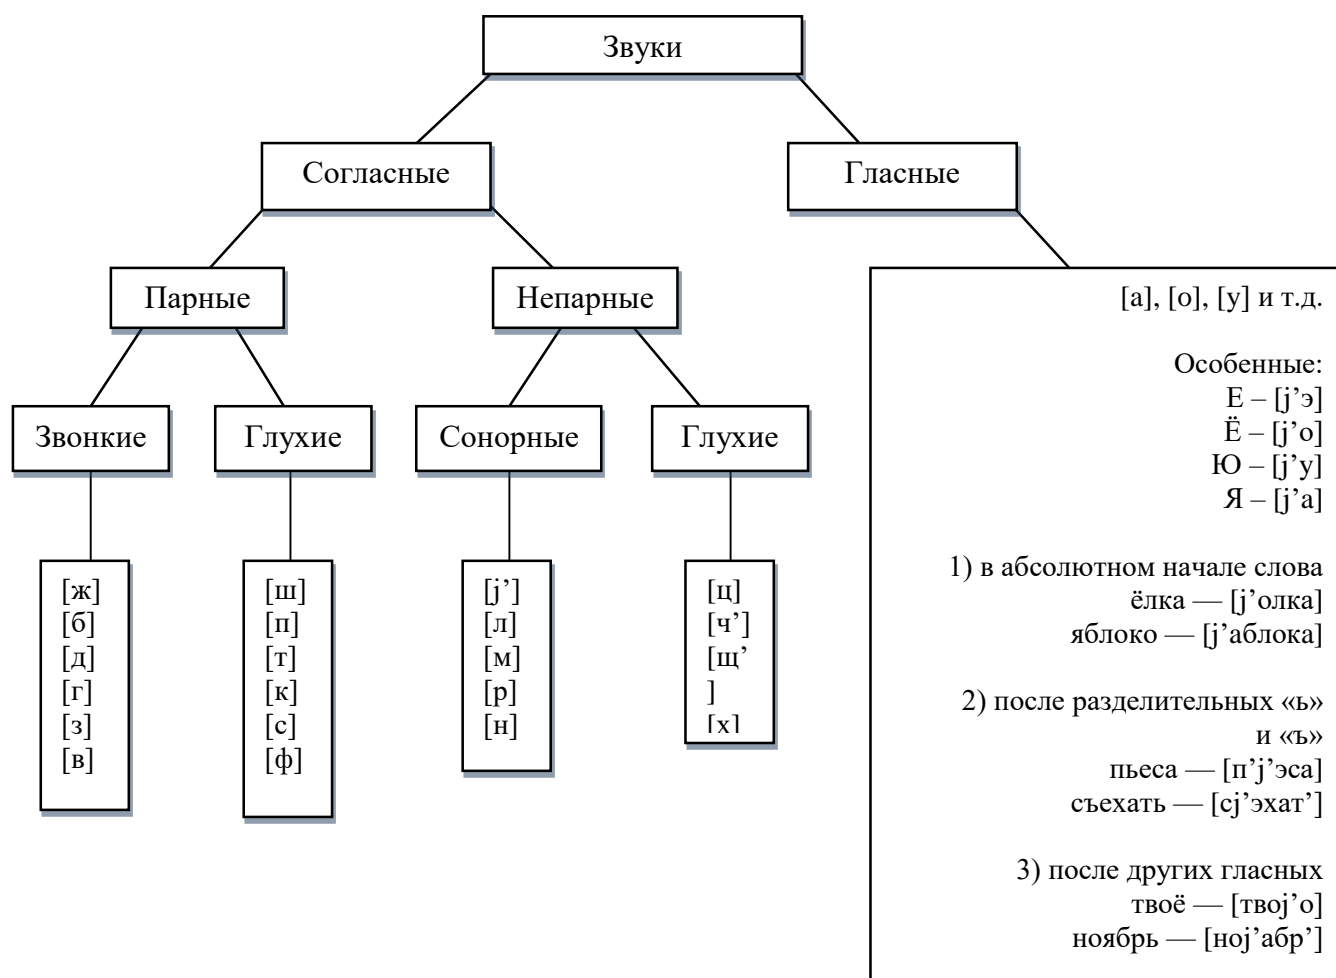 Звуки
Согласные
Гласные
Парные
Непарные
Звонкие
Глухие
Сонорные
Глухие
[ж]
[б]
[д]
[г]
[з]
[в]
[ш]
[п]
[т]
[к]
[с]
[ф]
[j’]
[л]
[м]
[р]
[н]
[ц]
[ч’]
[щ’
]
[х]
[а], [о], [у] и т.д.
Особенные:
Е – [j’э]
Ё – [j’о]
Ю – [j’у]
Я – [j’а]
1) в абсолютном начале слова
ёлка — [j’олка]
яблоко — [j’аблока]
2) после разделительных «ь»
и «ъ»
пьеса — [п’j’эса]
съехать — [сj’эхат’]
3) после других гласных
твоё — [твоj’о]
ноябрь — [ноj’абр’]